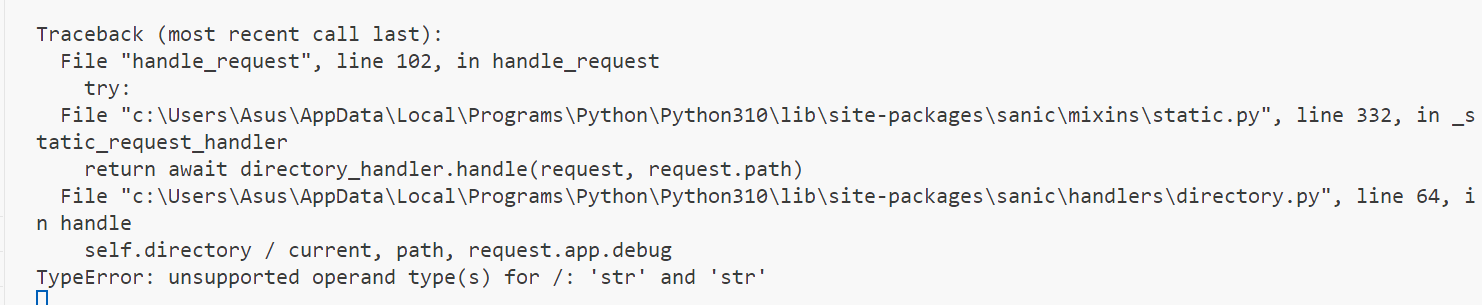 Traceback (most recent call last):
  File "handle_request", line 102, in handle_request
    try:
  File "c:\Users\Asus\AppData\Local\Programs\Python\Python310\lib\site-packages\sanic\mixins\static.py", line 332, in _s
tatic_request_handler
    return await directory_handler.handle(request, request.path)
  File "c:\Users\Asus\AppData\Local\Programs\Python\Python310\lib\site-packages\sanic\handlers\directory.py", line 64, i
n handle
    self.directory / current, path, request.app.debug
TypeError: unsupported operand type(s) for /: 'str' and 'str'